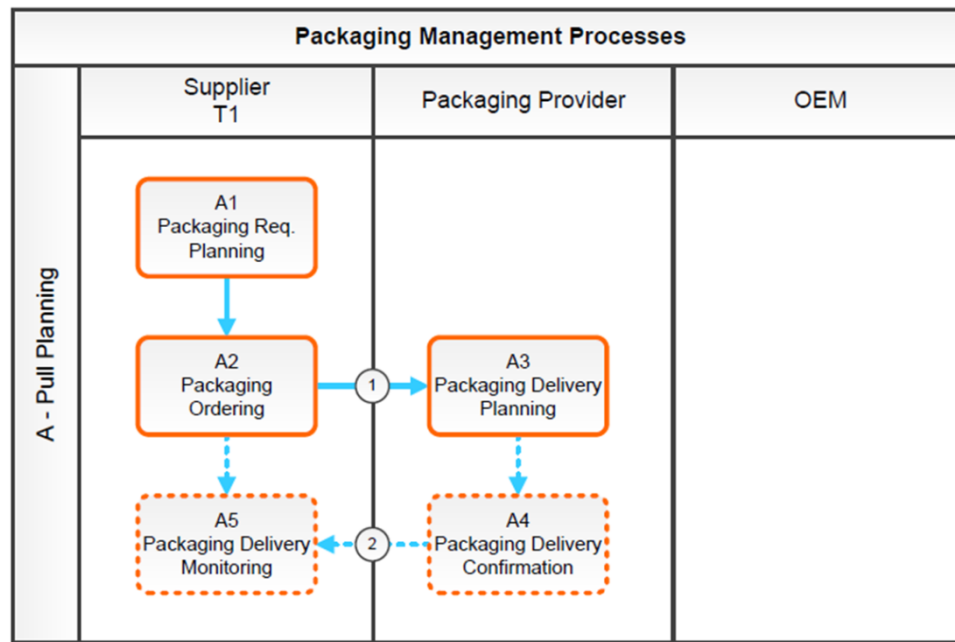 Packaging Management Processes
Supplier
T1
Packaging Provider
OEM
A - Pull Planning
A1
Packaging Req.
Planning
A2
Packaging
Ordering
1
A3
Packaging Delivery
Planning
A5
Packaging Delivery
Monitoring
2
A4
Packaging Delivery
Confirmation